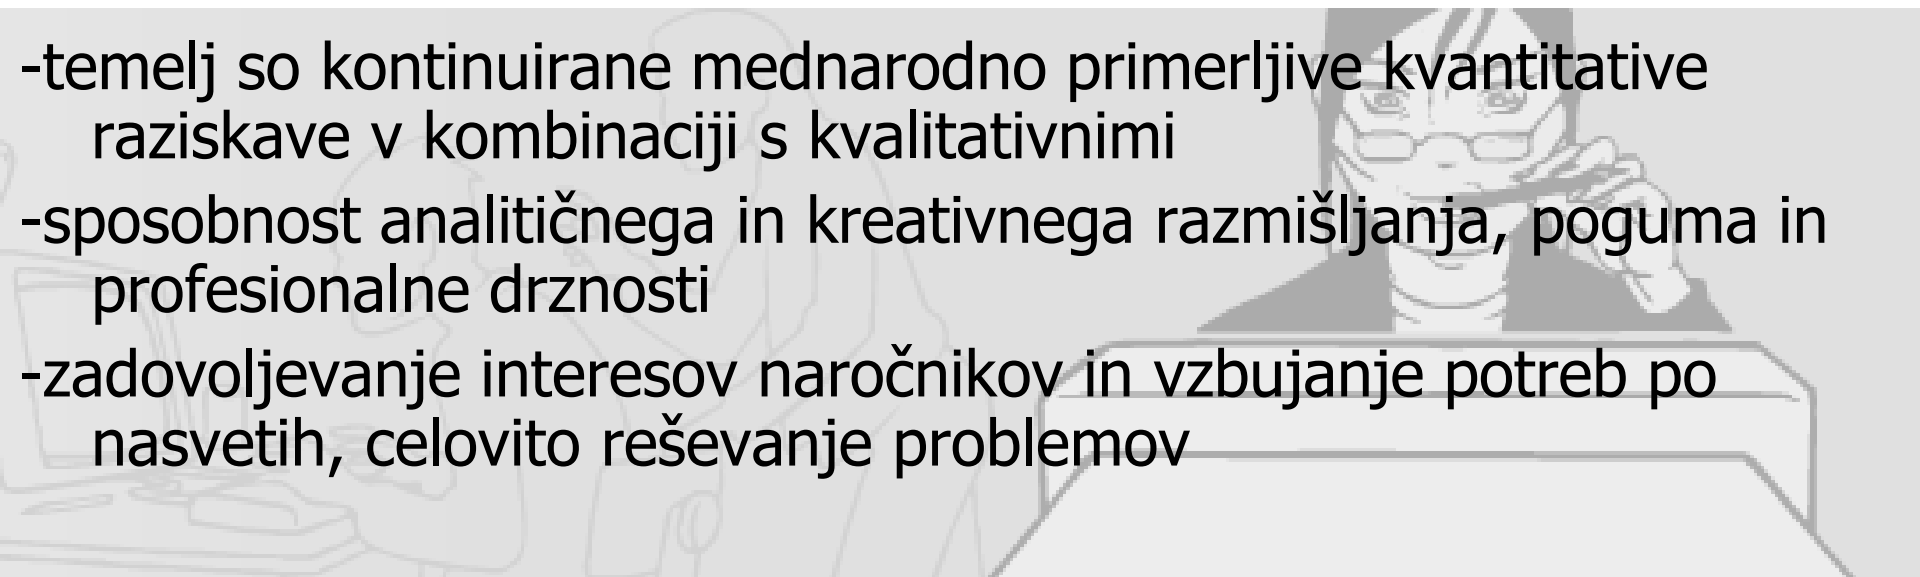 -temelj so kontinuirane mednarodno primerljive kvantitative
raziskave v kombinaciji s kvalitativnimi
-sposobnost analitičnega in kreativnega razmišljanja, poguma in
profesionalne drznosti
-zadovoljevanje interesov naročnikov in vzbujanje potreb po
nasvetih, celovito reševanje problemov